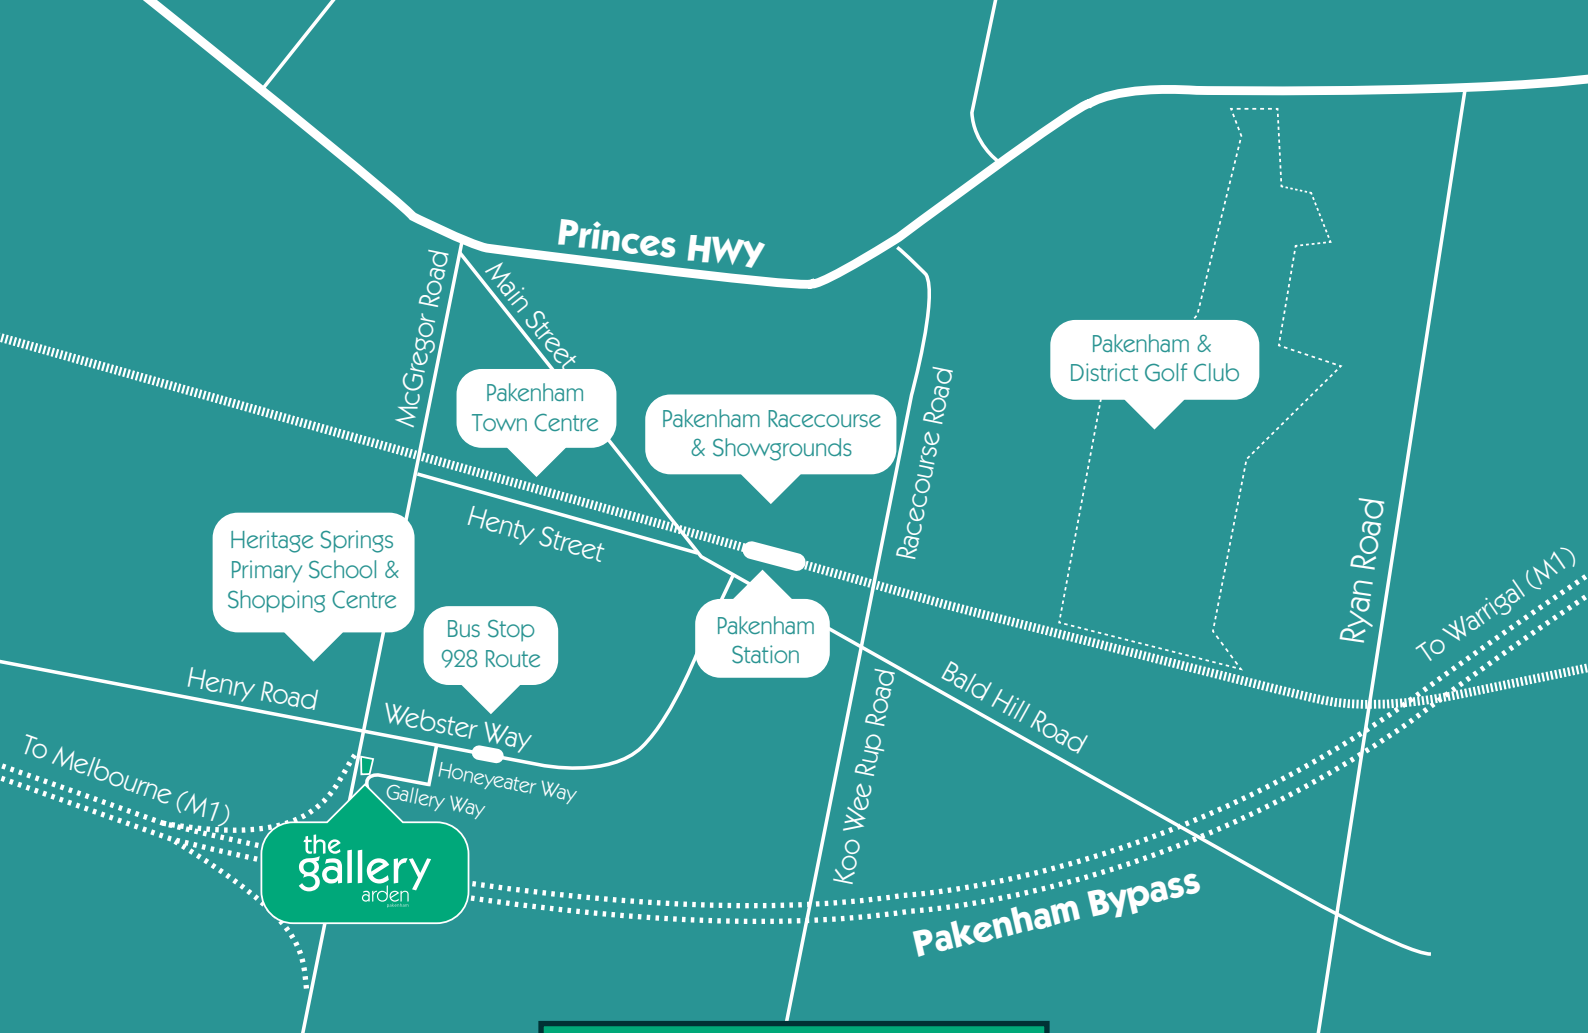 Princes HWY
McGregor Road
Main Street
Pakenham
Town Centre
Pakenham Racecourse
& Showgrounds
Racecourse Road
Pakenham &
District Golf Club
Ryan Road
To Warrigal (M1)
Henty Street
Heritage Springs
Primary School &
Shopping Centre
Bus Stop
928 Route
Pakenham
Station
Henry Road
Webster Way
Honeyeater Way
Gallery Way
To Melbourne (M1)
Koo Wee Rup Road
Bald Hill Road
Pakenham Bypass
the
gallery
arden
pakenham